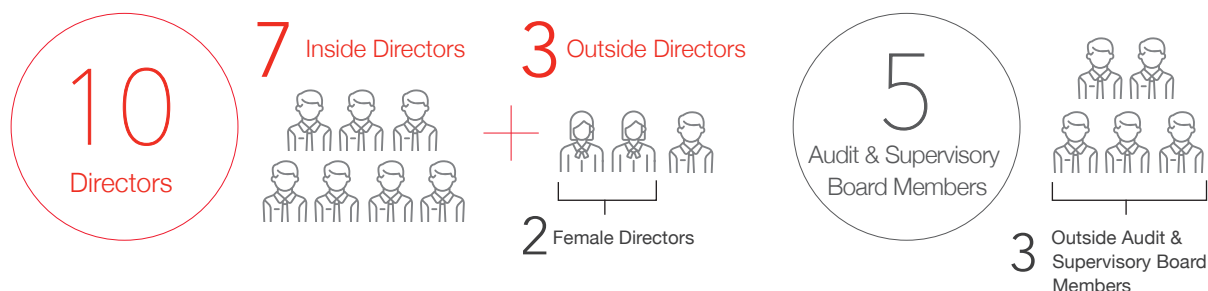 10
Directors
7 Inside Directors
3 Outside Directors
2 Female Directors
5
Audit & Supervisory
Board Members
3 Outside Audit &
Supervisory Board
Members